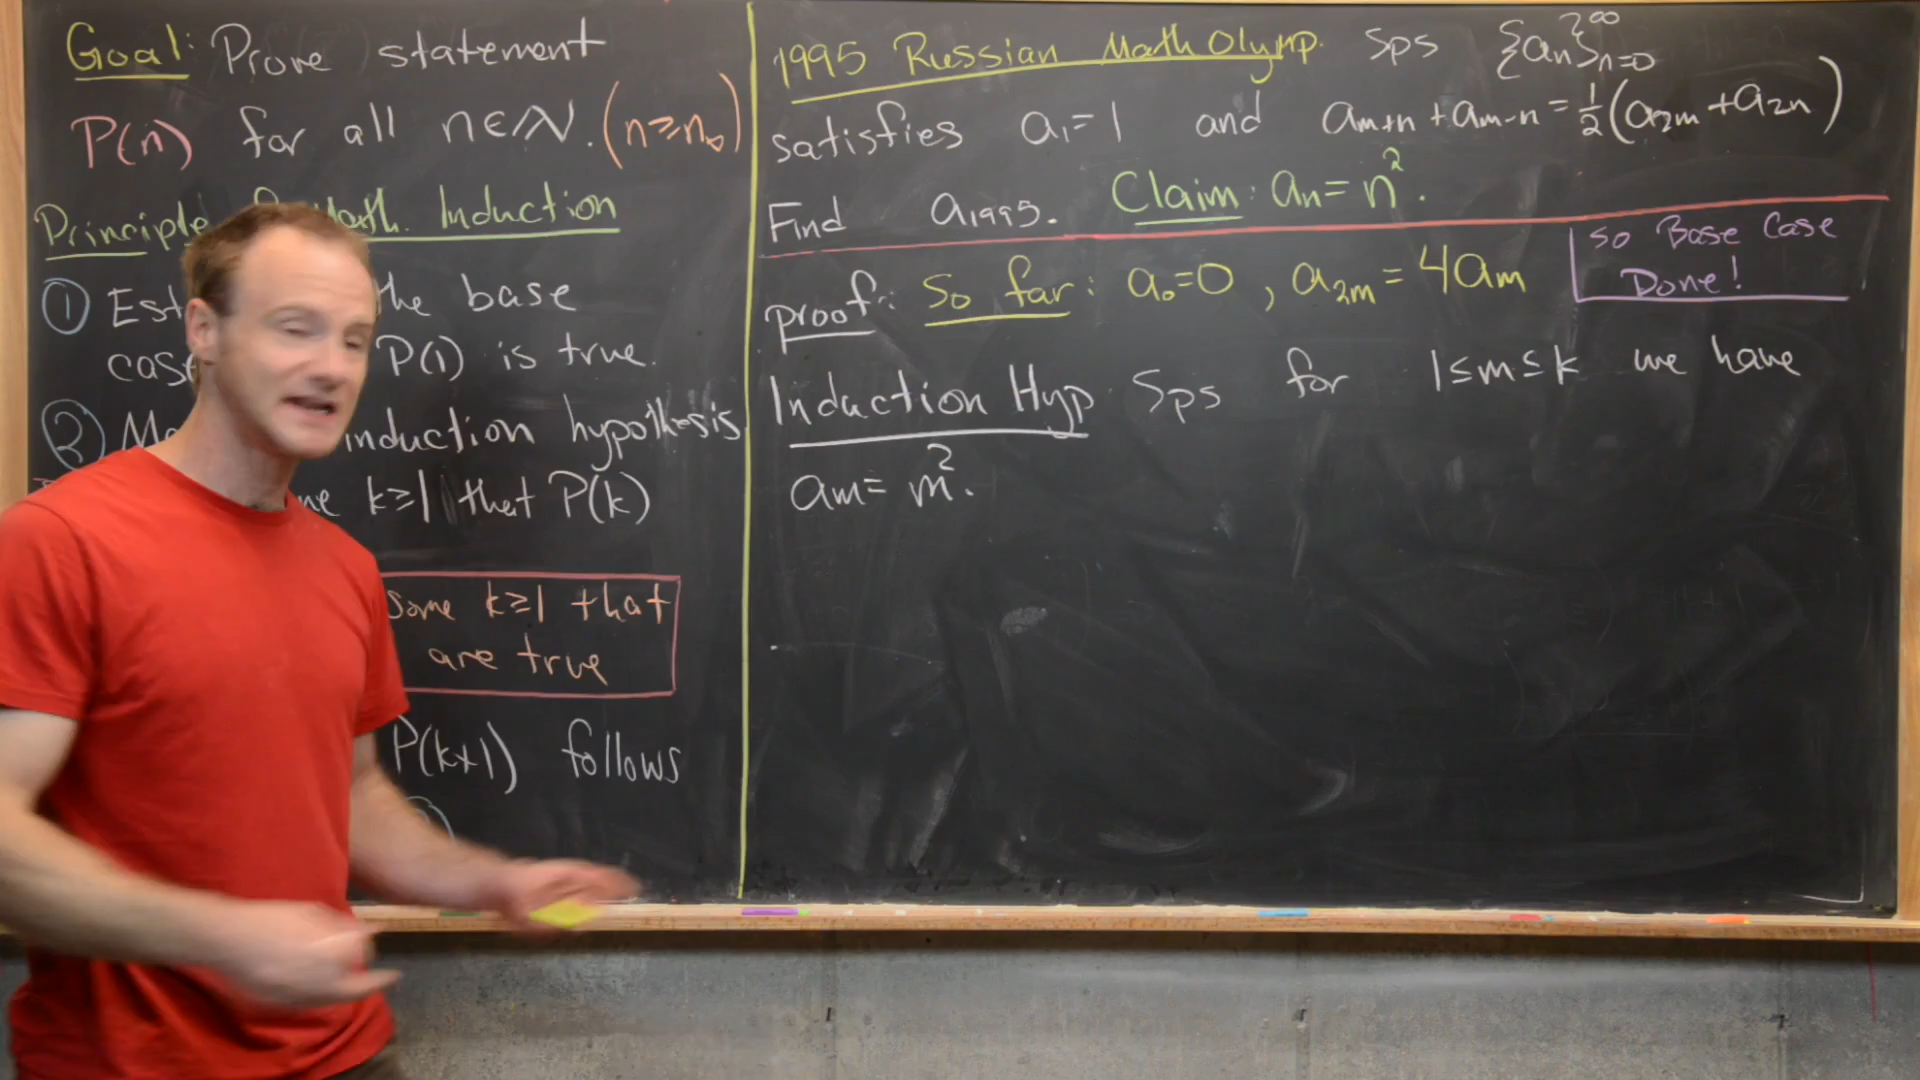 Goal: Prove statement
P(n) for all n∈ℕ. (n≥n₀)
Principle Math. Induction
① Est the base
case P(1) is true.
② induction hypothesis
k≥1 that P(k)
some k≥1 that
are true
P(k+1) follows
1995 Russian Math Olymp. Sps {aₙ}ₙ₌₀^∞
satisfies a₁=1 and aₘ₊ₙ + aₘ₋ₙ = ½(a₂ₘ + a₂ₙ)
Find a₁₉₉₅. Claim: aₙ = n².
proof: So far: a₀=0, a₂ₘ = 4aₘ
So Base Case
Done!
Induction Hyp Sps for 1≤m≤k we have
aₘ = m².